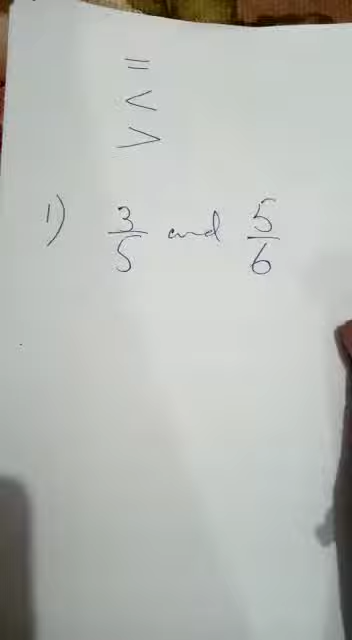 =
<
>
1) 3/5 and 5/6